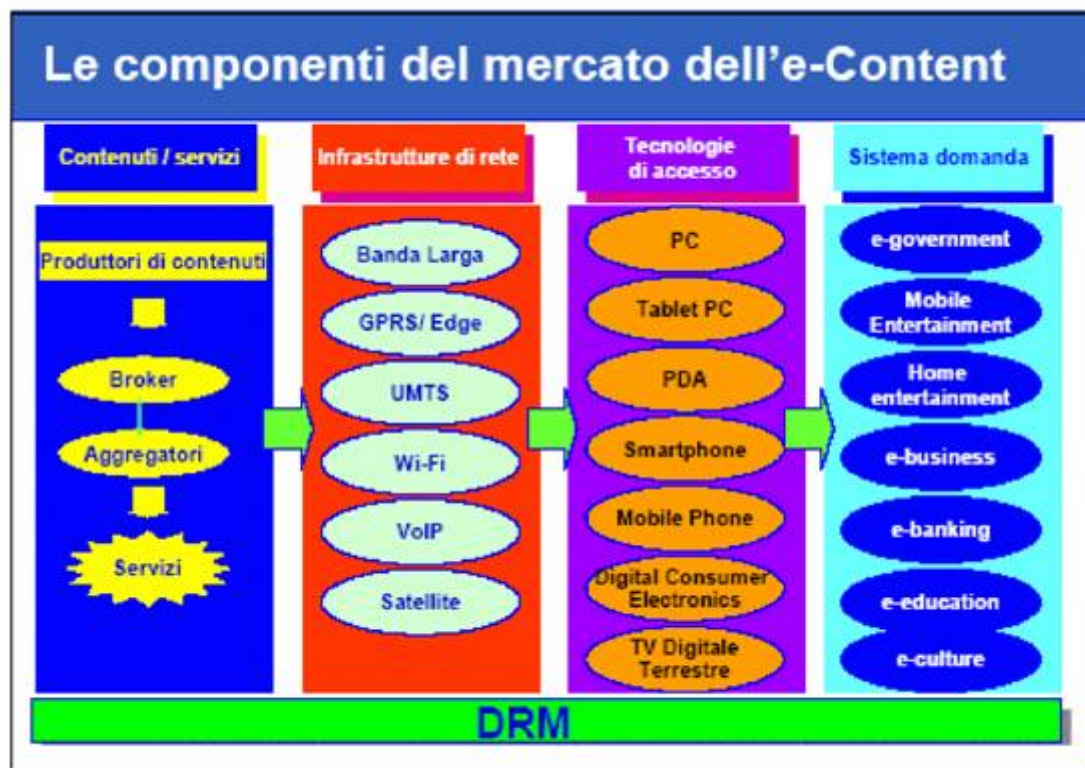 Le componenti del mercato dell'e-Content
Contenuti / servizi
Produttori di contenuti
Broker
Aggregatori
Servizi
Infrastrutture di rete
Banda Larga
GPRS/ Edge
UMTS
Wi-Fi
VoIP
Satellite
Tecnologie
di accesso
PC
Tablet PC
PDA
Smartphone
Mobile Phone
Digital Consumer
Electronics
TV Digitale
Terrestre
Sistema domanda
e-government
Mobile
Entertainment
Home
entertainment
e-business
e-banking
e-education
e-culture
DRM